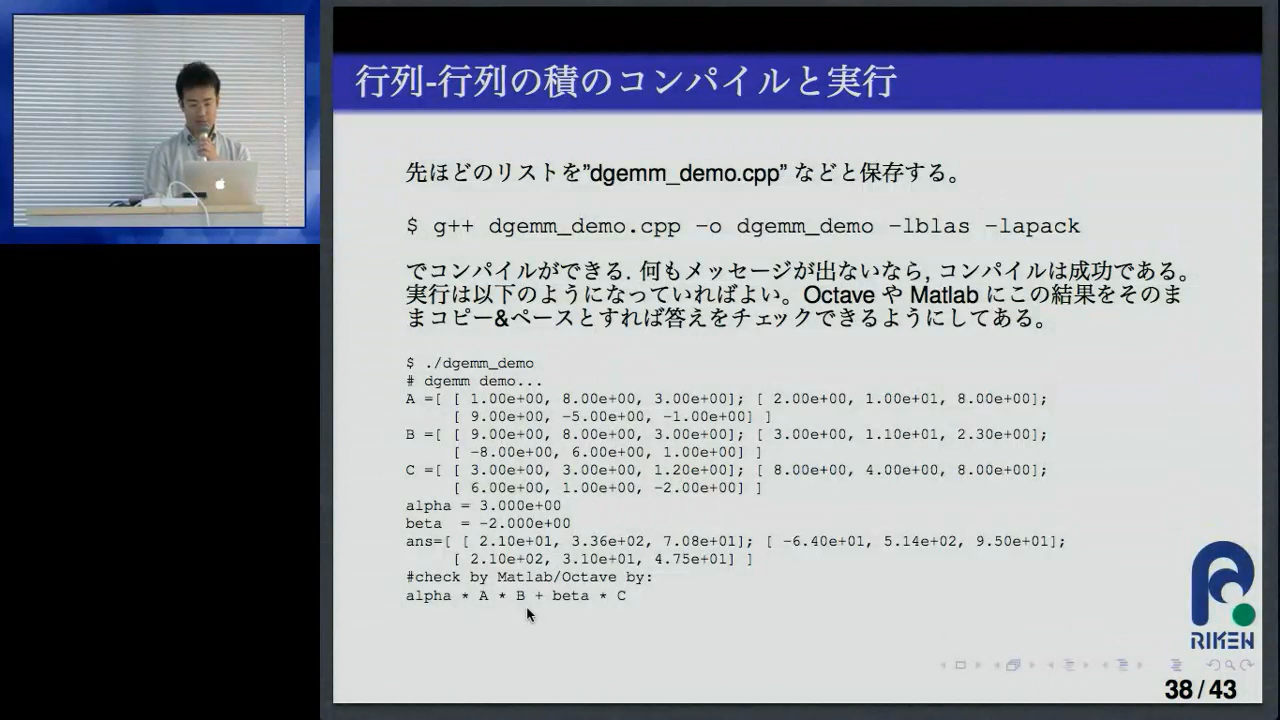 行列-行列の積のコンパイルと実行
先ほどのリストを”dgemm_demo.cpp” などと保存する。
$ g++ dgemm_demo.cpp -o dgemm_demo -lblas -lapack
でコンパイルができる. 何もメッセージが出ないなら, コンパイルは成功である。
実行は以下のようになっていればよい。Octave や Matlab にこの結果をそのま
まコピー&ペースとすれば答えをチェックできるようにしてある。
$ ./dgemm_demo
# dgemm demo...
A =[ [ 1.00e+00, 8.00e+00, 3.00e+00]; [ 2.00e+00, 1.00e+01, 8.00e+00];
[ 9.00e+00, -5.00e+00, -1.00e+00] ]
B =[ [ 9.00e+00, 8.00e+00, 3.00e+00]; [ 3.00e+00, 1.10e+01, 2.30e+00];
[ -8.00e+00, 6.00e+00, 1.00e+00] ]
C =[ [ 3.00e+00, 3.00e+00, 1.20e+00]; [ 8.00e+00, 4.00e+00, 8.00e+00];
[ 6.00e+00, 1.00e+00, -2.00e+00] ]
alpha = 3.000e+00
beta  = -2.000e+00
ans=[ [ 2.10e+01, 3.36e+02, 7.08e+01]; [ -6.40e+01, 5.14e+02, 9.50e+01];
[ 2.10e+02, 3.10e+01, 4.75e+01] ]
#check by Matlab/Octave by:
alpha * A * B + beta * C
RIKEN
38 / 43